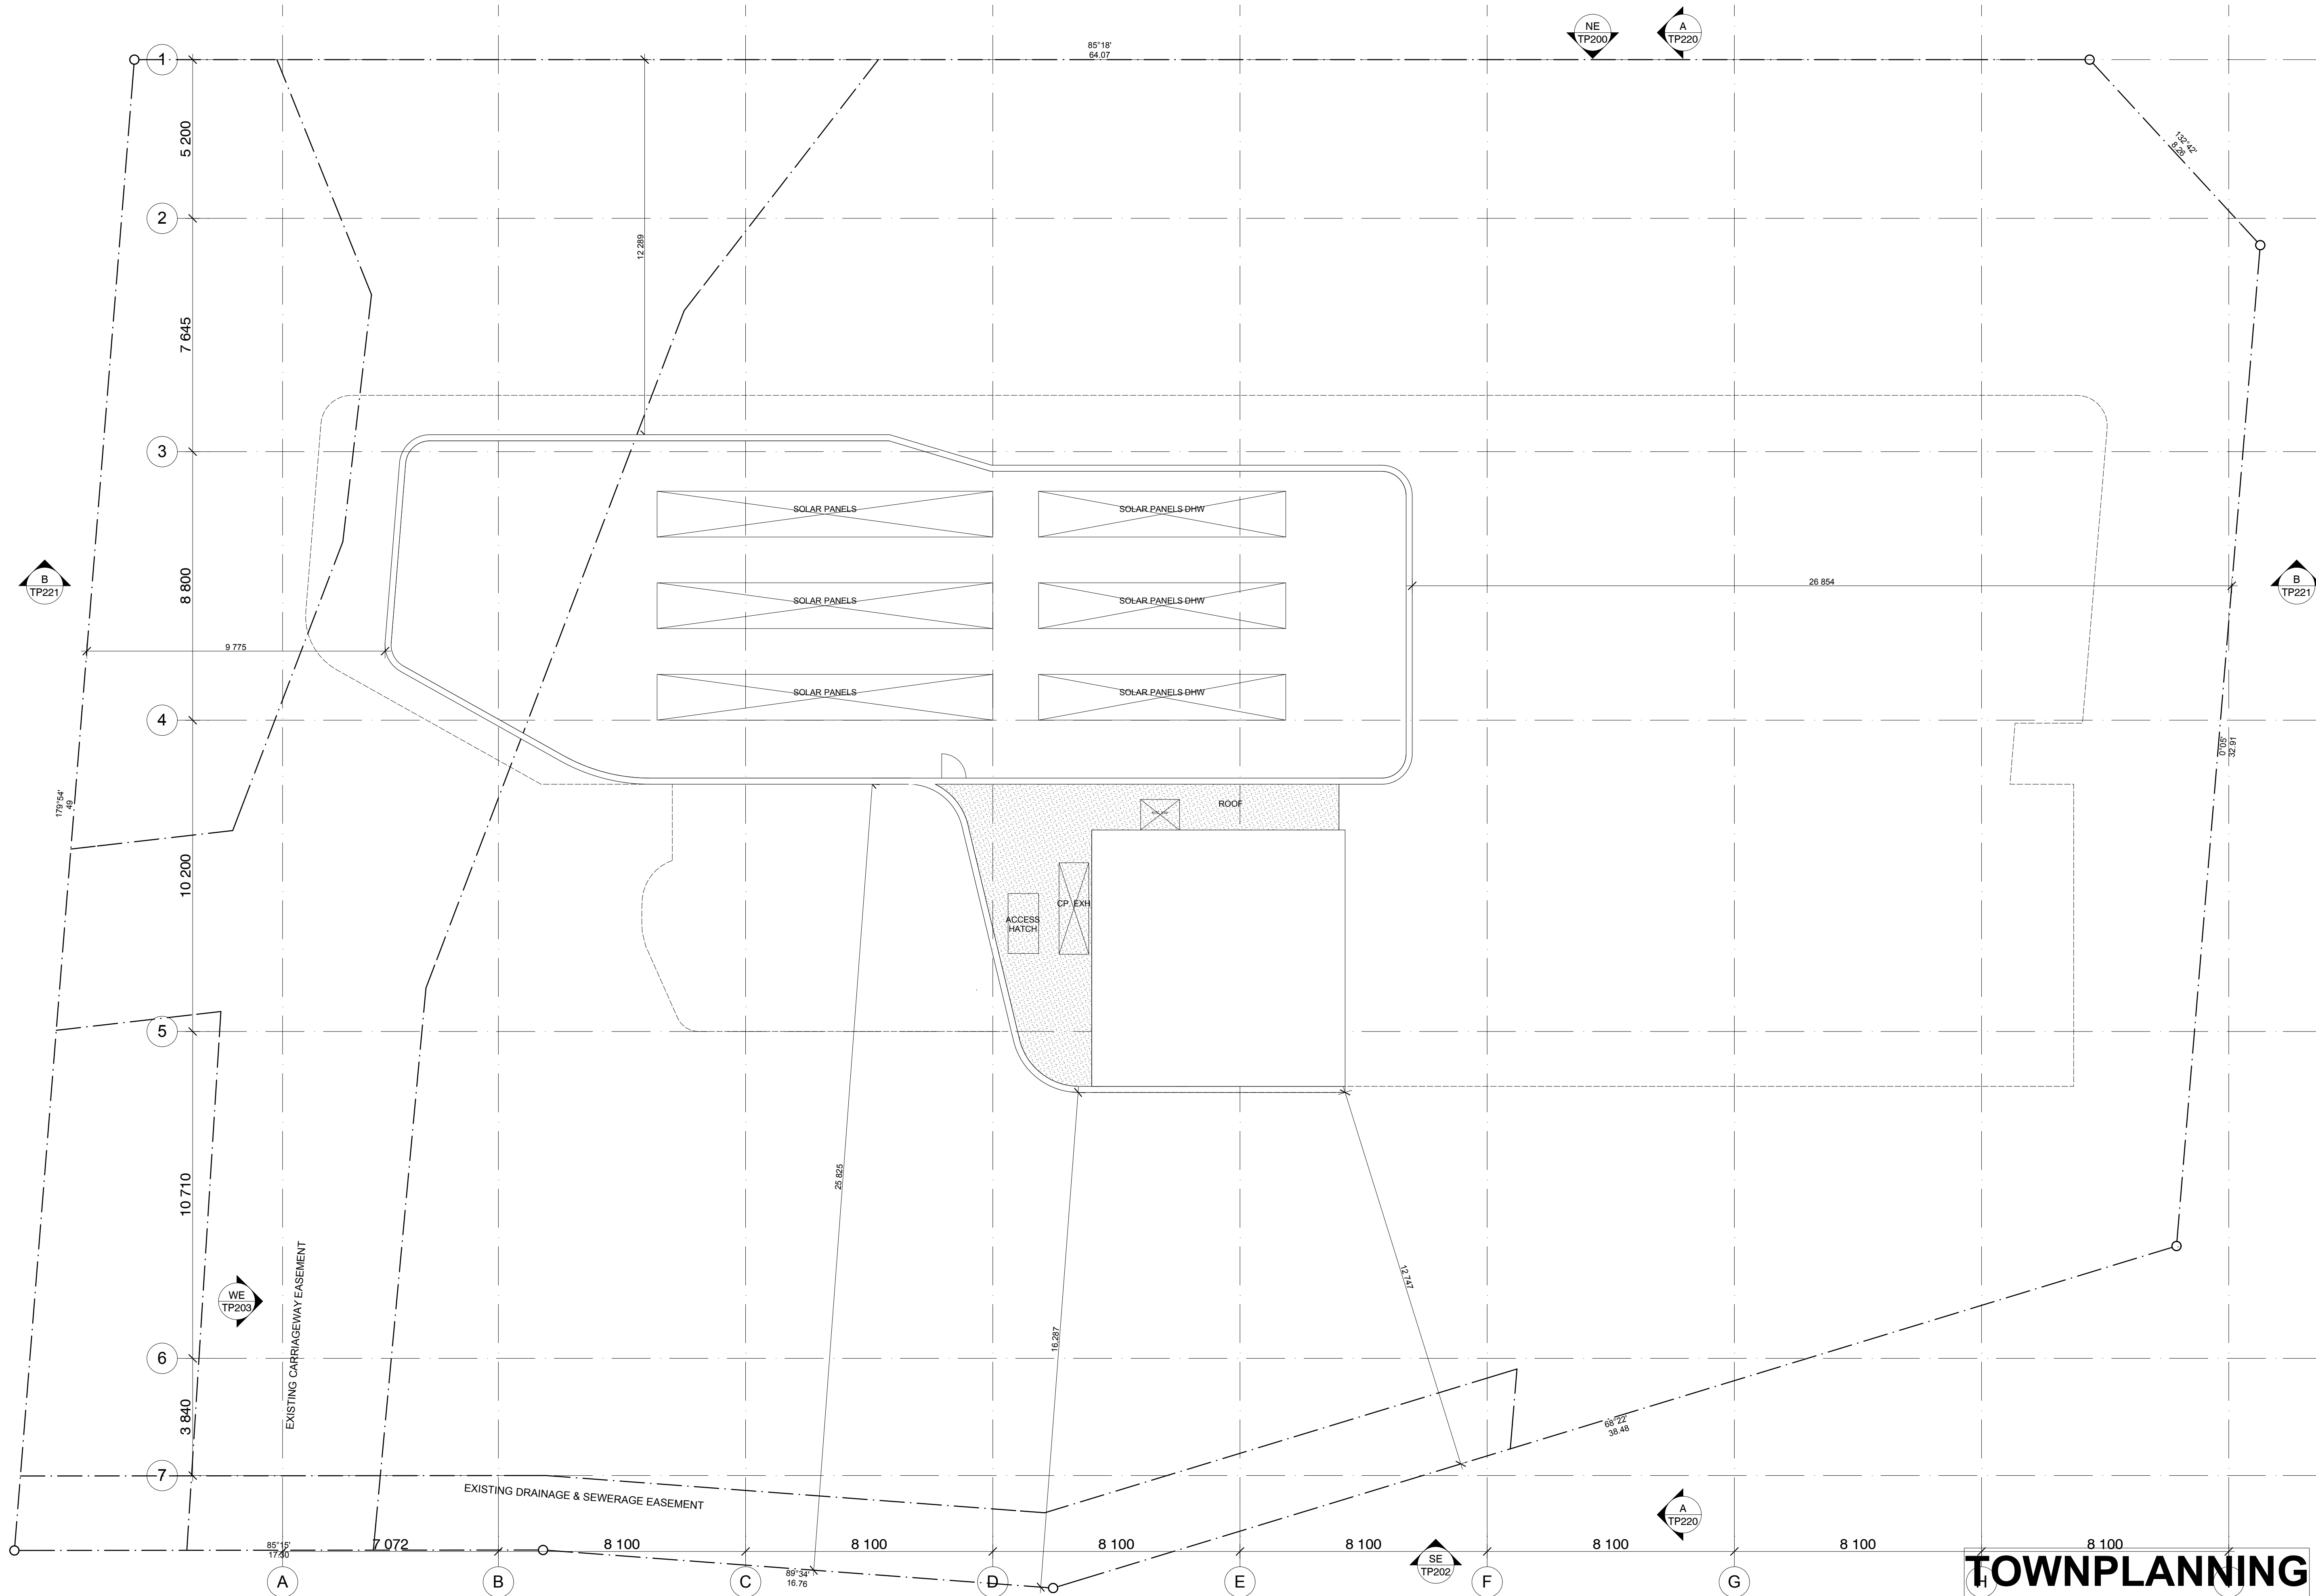 NE
TP200
A
TP220
85°18'
64.07
1
5 200
132°42'
8.26
2
12 289
7 645
3
SOLAR PANELS
SOLAR PANELS DHW
8 800
B
TP221
26 854
B
TP221
SOLAR PANELS
SOLAR PANELS DHW
9 775
SOLAR PANELS
SOLAR PANELS DHW
4
0°05'
32.91
179°54'
49
ROOF
10 200
CP. EXH
ACCESS
HATCH
5
25 825
10 710
WE
TP203
EXISTING CARRIAGEWAY EASEMENT
12 747
16 287
6
3 840
68°22'
38.48
7
EXISTING DRAINAGE & SEWERAGE EASEMENT
A
TP220
85°15'
17.30
7 072
8 100
8 100
8 100
8 100
8 100
8 100
8 100
SE
TP202
89°34'
16.76
A
B
C
D
E
F
G
H
TOWNPLANNING